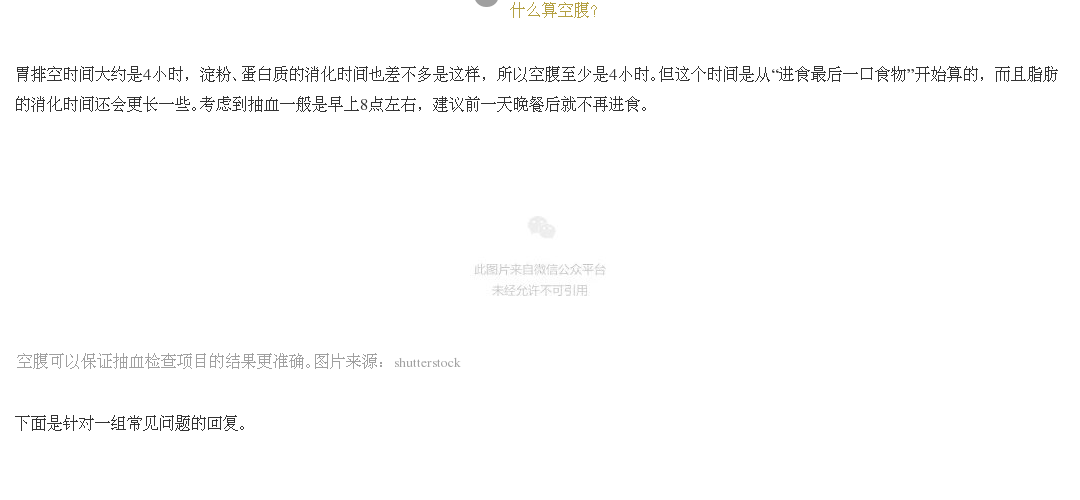 什么算空腹?
胃排空时间大约是4小时，淀粉、蛋白质的消化时间也差不多是这样，所以空腹至少是4小时。但这个时间是从“进食最后一口食物”开始算的，而且脂肪
的消化时间还会更长一些。考虑到抽血一般是早上8点左右，建议前一天晚餐后就不再进食。
此图片来自微信公众平台
未经允许不可引用
空腹可以保证抽血检查项目的结果更准确。图片来源：shutterstock
下面是针对一组常见问题的回复。